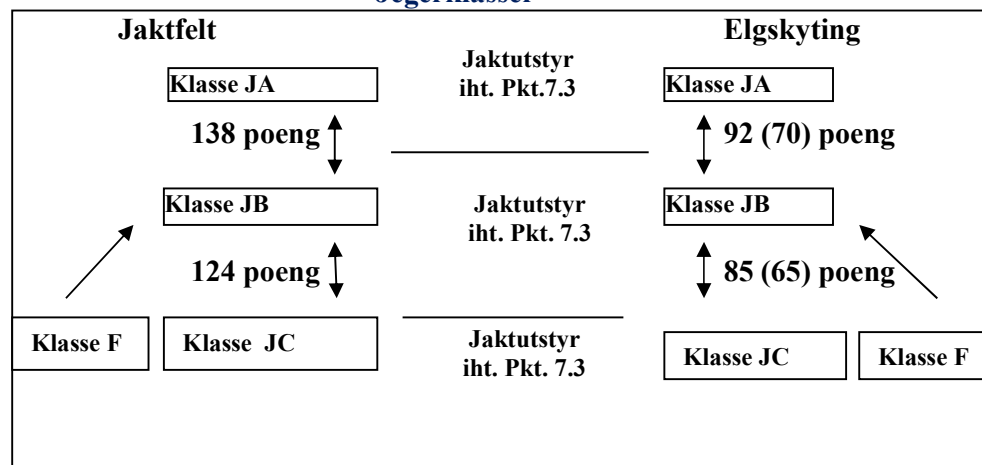 Jaktfelt
Elgskyting
Jaktutstyr
iht. Pkt.7.3
Klasse JA
Klasse JA
138 poeng
92 (70) poeng
Klasse JB
Jaktutstyr
iht. Pkt. 7.3
Klasse JB
124 poeng
85 (65) poeng
Klasse F
Klasse JC
Jaktutstyr
iht. Pkt. 7.3
Klasse JC
Klasse F